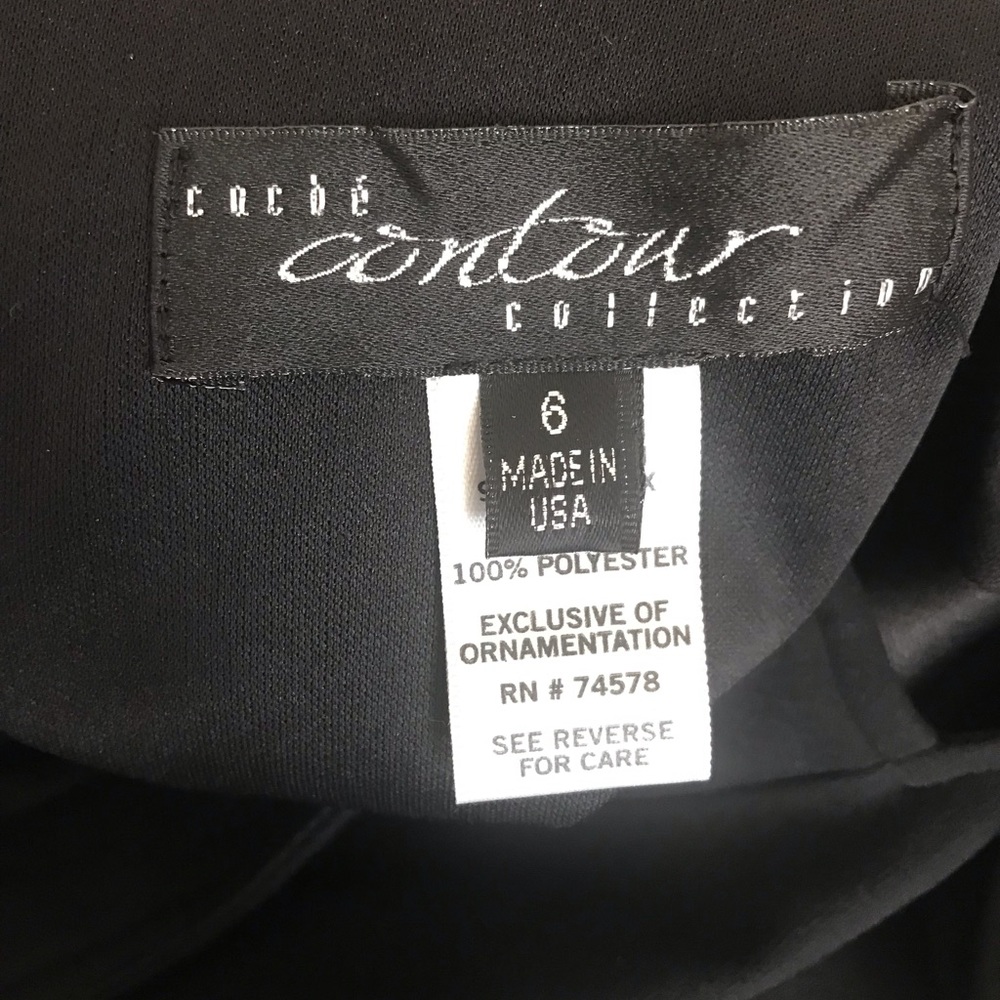 caché
contour
collection
6
MADE IN
USA
100% POLYESTER
EXCLUSIVE OF
ORNAMENTATION
RN # 74578
SEE REVERSE
FOR CARE